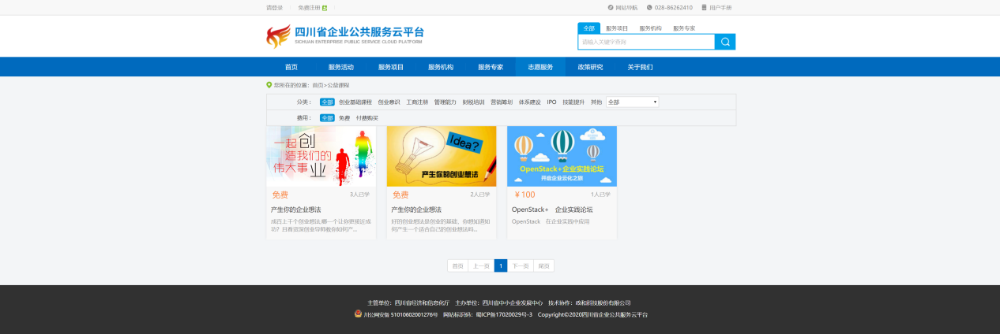 请登录 免费注册 网站导航 028-86262410 用户手册
四川省企业公共服务云平台
SICHUAN ENTERPRISE PUBLIC SERVICE CLOUD PLATFORM
全部 服务项目 服务机构 服务专家
请输入关键字查询
首页 服务活动 服务项目 服务机构 服务专家 志愿服务 政策研究 关于我们
您所在的位置：首页>公益课程
分类： 全部 创业基础课程 创业意识 工商注册 管理能力 财税培训 营销策划 体系建设 IPO 技能提升 其他 全部
费用： 全部 免费 付费购买
一起创
造我们的
伟大事业
Idea?
产生你的创业想法
OpenStack+企业实践论坛
开启企业云化之旅
免费 3人已学
产生你的企业想法
成百上千个创业想法,哪一个让你更接近成
功？且看资深创业导师教你如何产...
免费 2人已学
产生你的创业想法
好的创业想法是创业的基础，你想知道如
何产生一个适合自己的创业想法吗...
￥100 1人已学
OpenStack+ 企业实践论坛
OpenStack 在企业实践中应用
首页 上一页 1 下一页 尾页
主管单位：四川省经济和信息化厅 主办单位：四川省中小企业发展中心 技术协作：政和科技股份有限公司
川公网安备 51010602001276号 网站标识码：蜀ICP备17020029号-3 Copyright©2020四川省企业公共服务云平台